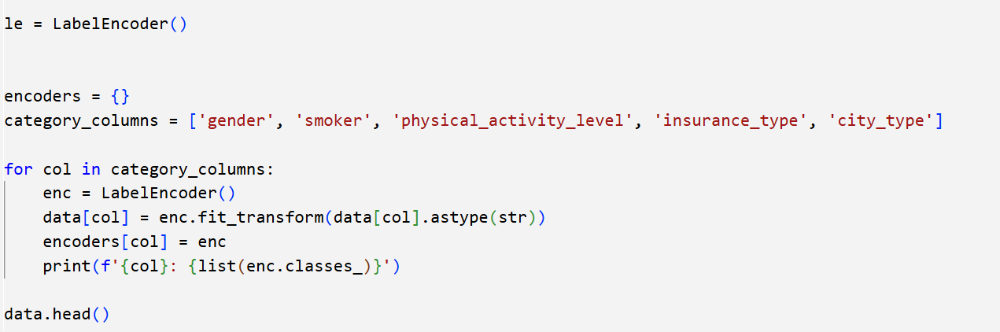 le = LabelEncoder()
encoders = {}
category_columns = ['gender', 'smoker', 'physical_activity_level', 'insurance_type', 'city_type']
for col in category_columns:
    enc = LabelEncoder()
    data[col] = enc.fit_transform(data[col].astype(str))
    encoders[col] = enc
    print(f'{col}: {list(enc.classes_)}')
data.head()